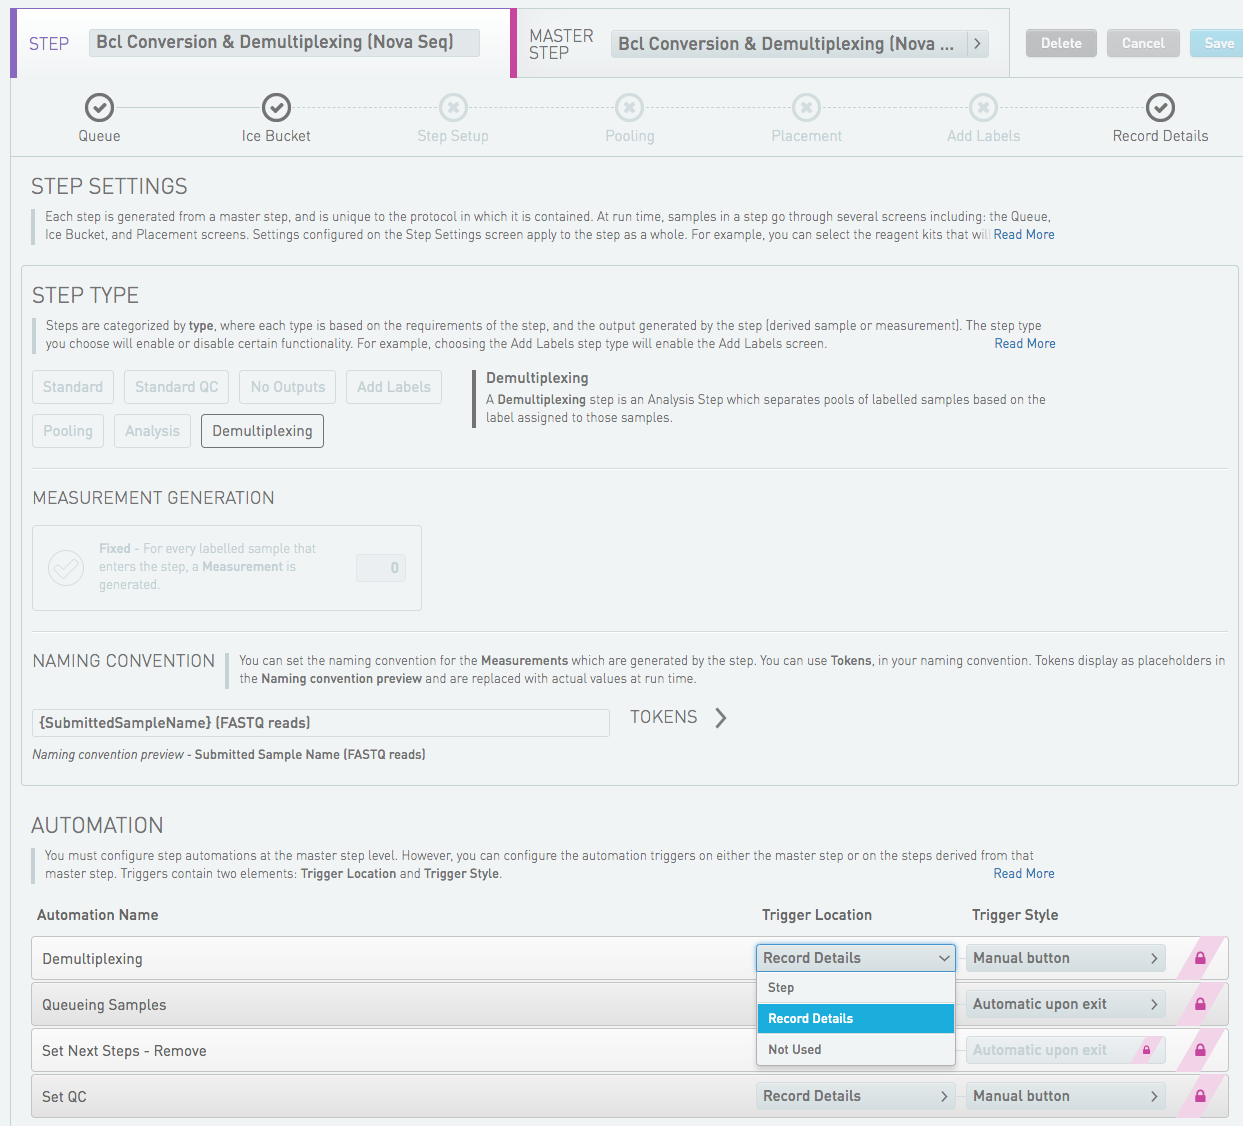 STEP
Bcl Conversion & Demultiplexing (Nova Seq)
MASTER
STEP
Bcl Conversion & Demultiplexing (Nova ...
Delete
Cancel
Save
Queue
Ice Bucket
Step Setup
Pooling
Placement
Add Labels
Record Details
STEP SETTINGS
Each step is generated from a master step, and is unique to the protocol in which it is contained. At run time, samples in a step go through several screens including: the Queue,
Ice Bucket, and Placement screens. Settings configured on the Step Settings screen apply to the step as a whole. For example, you can select the reagent kits that will Read More
STEP TYPE
Steps are categorized by type, where each type is based on the requirements of the step, and the output generated by the step (derived sample or measurement). The step type
you choose will enable or disable certain functionality. For example, choosing the Add Labels step type will enable the Add Labels screen. Read More
Standard
Standard QC
No Outputs
Add Labels
Pooling
Analysis
Demultiplexing
Demultiplexing
A Demultiplexing step is an Analysis Step which separates pools of labelled samples based on the
label assigned to those samples.
MEASUREMENT GENERATION
Fixed - For every labelled sample that
enters the step, a Measurement is
generated.
0
NAMING CONVENTION
You can set the naming convention for the Measurements which are generated by the step. You can use Tokens, in your naming convention. Tokens display as placeholders in
the Naming convention preview and are replaced with actual values at run time.
{SubmittedSampleName} (FASTQ reads)
TOKENS
Naming convention preview - Submitted Sample Name (FASTQ reads)
AUTOMATION
You must configure step automations at the master step level. However, you can configure the automation triggers on either the master step or on the steps derived from that
master step. Triggers contain two elements: Trigger Location and Trigger Style. Read More
Automation Name
Trigger Location
Trigger Style
Demultiplexing
Record Details
Manual button
Step
Queueing Samples
Record Details
Automatic upon exit
Set Next Steps - Remove
Not Used
Automatic upon exit
Set QC
Record Details
Manual button